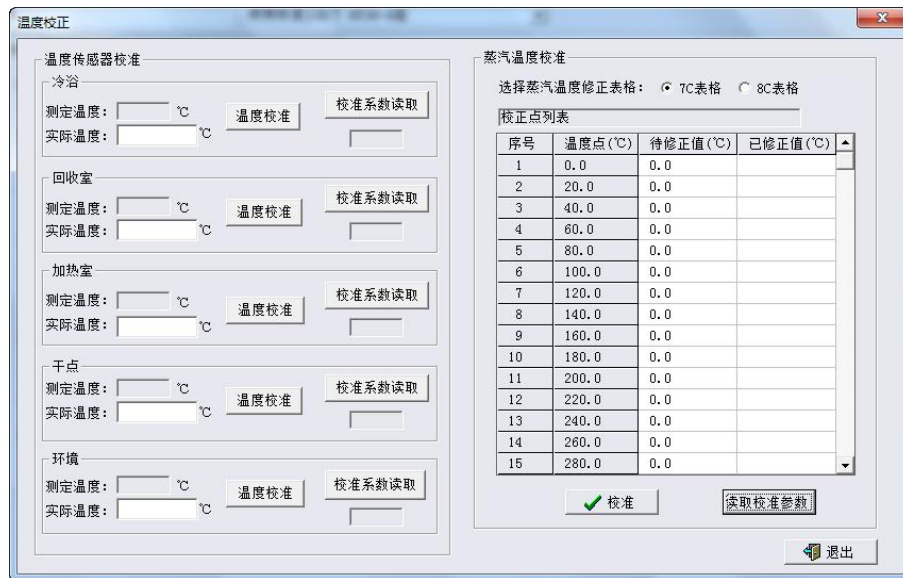 温度校正
温度传感器校准
冷浴
测定温度： ℃
实际温度： ℃
温度校准
校准系数读取
回收室
测定温度： ℃
实际温度： ℃
温度校准
校准系数读取
加热室
测定温度： ℃
实际温度： ℃
温度校准
校准系数读取
干点
测定温度： ℃
实际温度： ℃
温度校准
校准系数读取
环境
测定温度： ℃
实际温度： ℃
温度校准
校准系数读取
蒸汽温度校准
选择蒸汽温度修正表格： 7C表格 8C表格
校正点列表
序号 温度点(℃) 待修正值(℃) 已修正值(℃)
1 0.0 0.0
2 20.0 0.0
3 40.0 0.0
4 60.0 0.0
5 80.0 0.0
6 100.0 0.0
7 120.0 0.0
8 140.0 0.0
9 160.0 0.0
10 180.0 0.0
11 200.0 0.0
12 220.0 0.0
13 240.0 0.0
14 260.0 0.0
15 280.0 0.0
校准 读取校准参数
退出